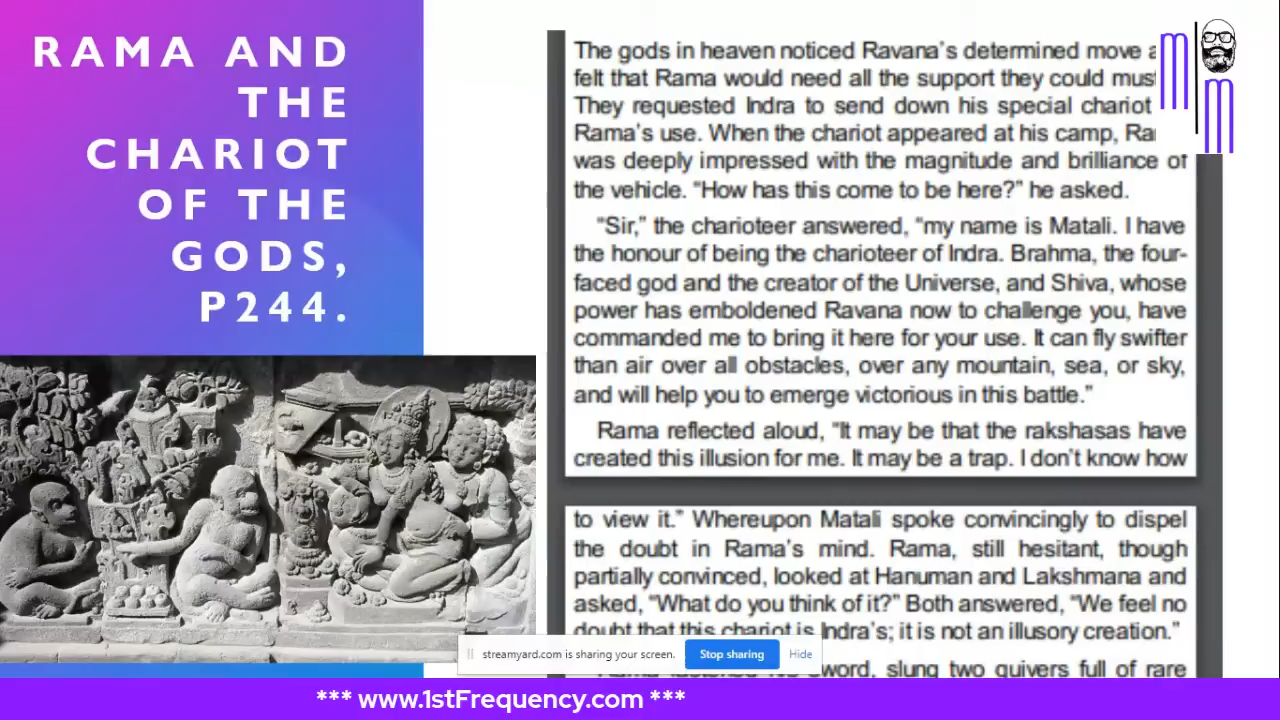 RAMA AND
THE
CHARIOT
OF THE
GODS,
P244.
The gods in heaven noticed Ravana's determined move
felt that Rama would need all the support they could
They requested Indra to send down his special chariot
Rama's use. When the chariot appeared at his camp,
was deeply impressed with the magnitude and brilliance of
the vehicle. "How has this come to be here?" he asked.
"Sir," the charioteer answered, "my name is Matali. I have
the honour of being the charioteer of Indra. Brahma, the four-
faced god and the creator of the Universe, and Shiva, whose
power has emboldened Ravana now to challenge you, have
commanded me to bring it here for your use. It can fly swifter
than air over all obstacles, over any mountain, sea, or sky,
and will help you to emerge victorious in this battle."
Rama reflected aloud, "It may be that the rakshasas have
created this illusion for me. It may be a trap. I don't know how
to view it." Whereupon Matali spoke convincingly to dispel
the doubt in Rama's mind. Rama, still hesitant, though
partially convinced, looked at Hanuman and Lakshmana and
asked, "What do you think of it?" Both answered, "We feel no
doubt that this chariot is Indra's; it is not an illusory creation."
sword, slung two quivers full of rare
streamyard.com is sharing your screen. Stop sharing Hide
*** www.1stFrequency.com ***